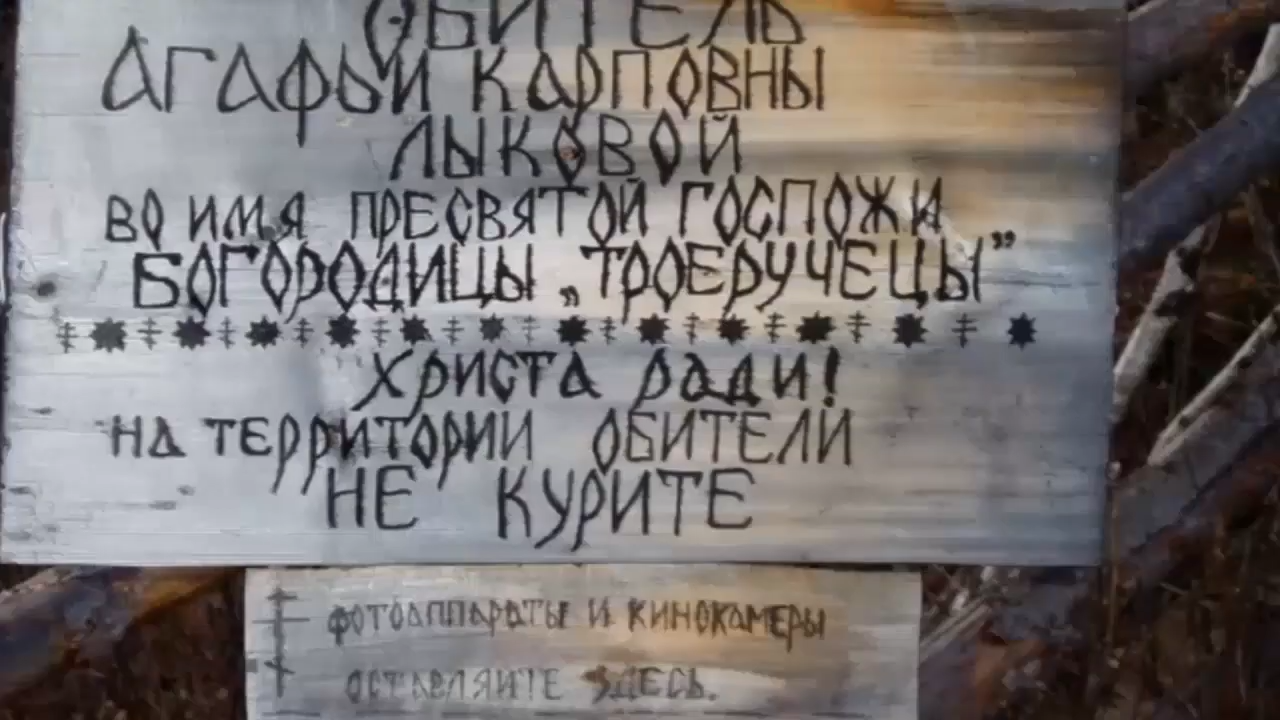 ОБИТЕЛЬ
АГАФЬИ КАРПОВНЫ
ЛЫКОВОЙ
ВО ИМЯ ПРЕСВЯТОЙ ГОСПОЖИ
БОГОРОДИЦЫ „ТРОЕРУЧЕЦЫ”
ХРИСТА РАДИ!
НА ТЕРРИТОРИИ ОБИТЕЛИ
НЕ КУРИТЕ
ФОТОАППАРАТЫ И КИНОКАМЕРЫ
ОСТАВЛЯЙТЕ ЗДЕСЬ.